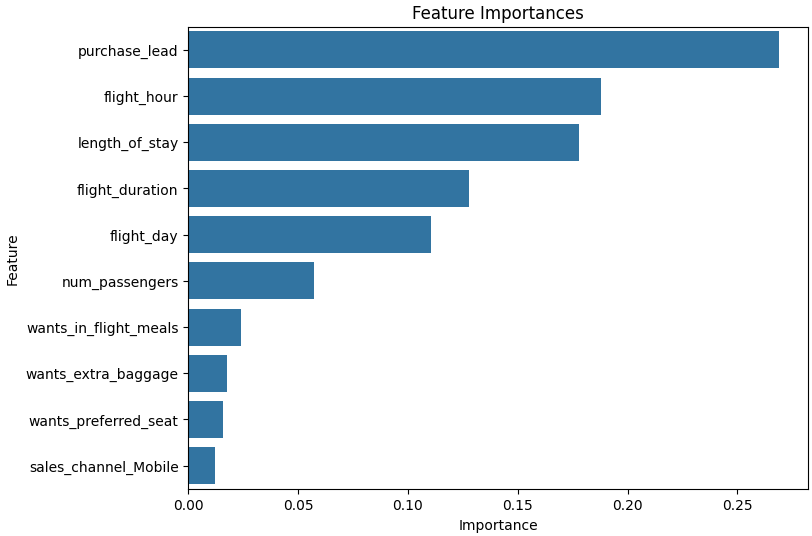 Feature Importances
Feature
purchase_lead
flight_hour
length_of_stay
flight_duration
flight_day
num_passengers
wants_in_flight_meals
wants_extra_baggage
wants_preferred_seat
sales_channel_Mobile
0.00 0.05 0.10 0.15 0.20 0.25
Importance